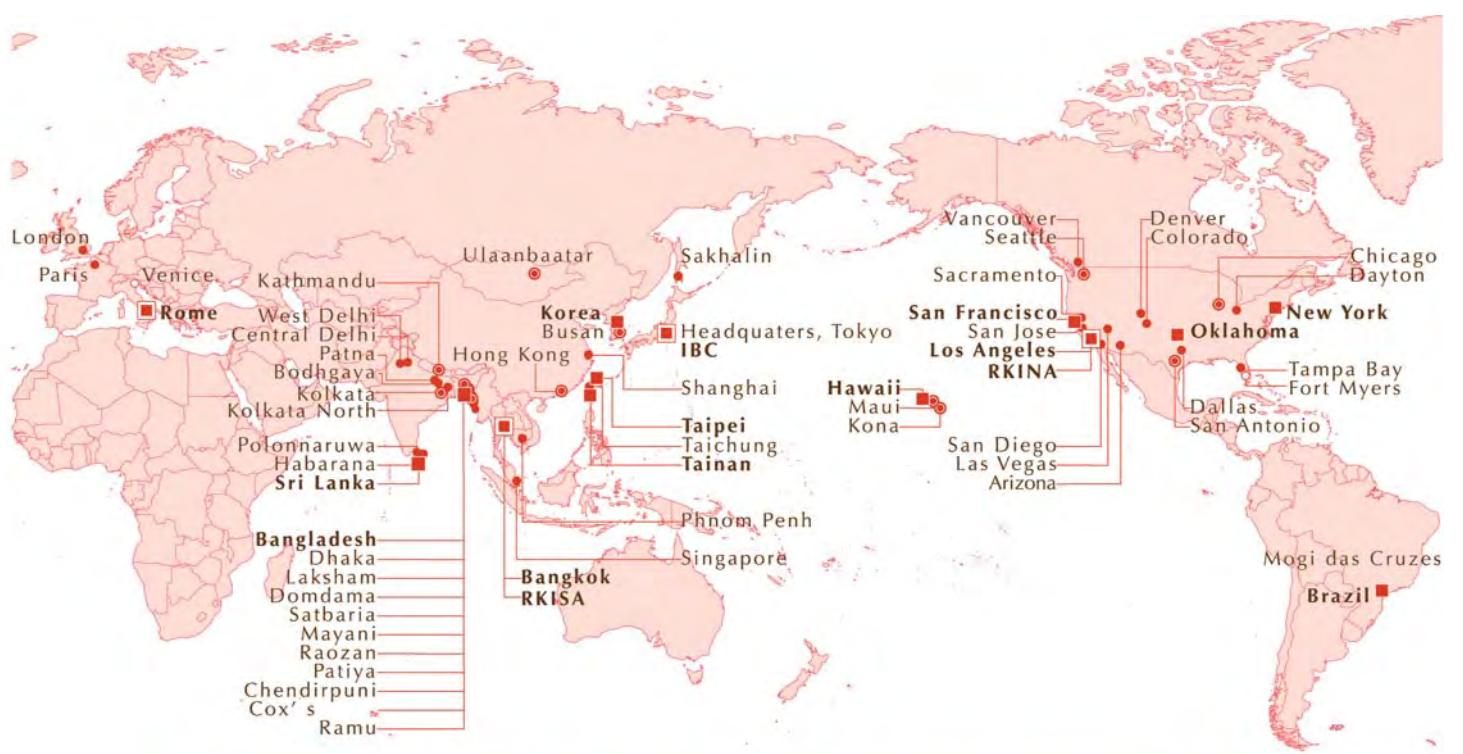 London
Paris
Venice
Rome
Kathmandu
West Delhi
Central Delhi
Patna
Bodhgaya
Kolkata
Kolkata North
Polonnaruwa
Habarana
Sri Lanka
Bangladesh
Dhaka
Laksham
Domdama
Satbaria
Mayani
Raozan
Patiya
Chendirpuni
Cox' s
Ramu
Ulaanbaatar
Sakhalin
Korea
Busan
Hong Kong
Headquaters, Tokyo
IBC
Shanghai
Taipei
Taichung
Tainan
Phnom Penh
Singapore
Bangkok
RKISA
Vancouver
Seattle
Sacramento
San Francisco
San Jose
Los Angeles
RKINA
Hawaii
Maui
Kona
San Diego
Las Vegas
Arizona
Denver
Colorado
Chicago
Dayton
New York
Oklahoma
Tampa Bay
Fort Myers
Dallas
San Antonio
Mogi das Cruzes
Brazil